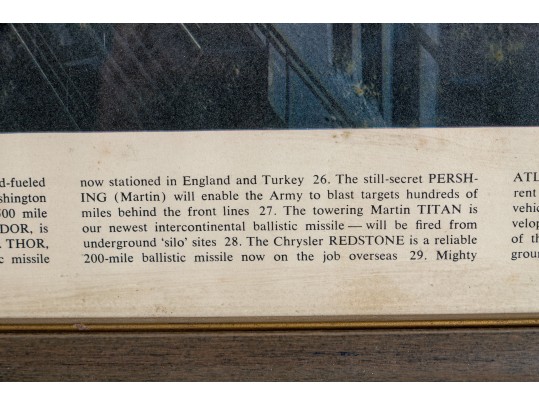 d-fueled
shington
00 mile
DOR, is
THOR,
c missile
now stationed in England and Turkey 26. The still-secret PERSH-
ING (Martin) will enable the Army to blast targets hundreds of
miles behind the front lines 27. The towering Martin TITAN is
our newest intercontinental ballistic missile — will be fired from
underground ‘silo’ sites 28. The Chrysler REDSTONE is a reliable
200-mile ballistic missile now on the job overseas 29. Mighty
ATL
rent
vehic
velop
of th
groun